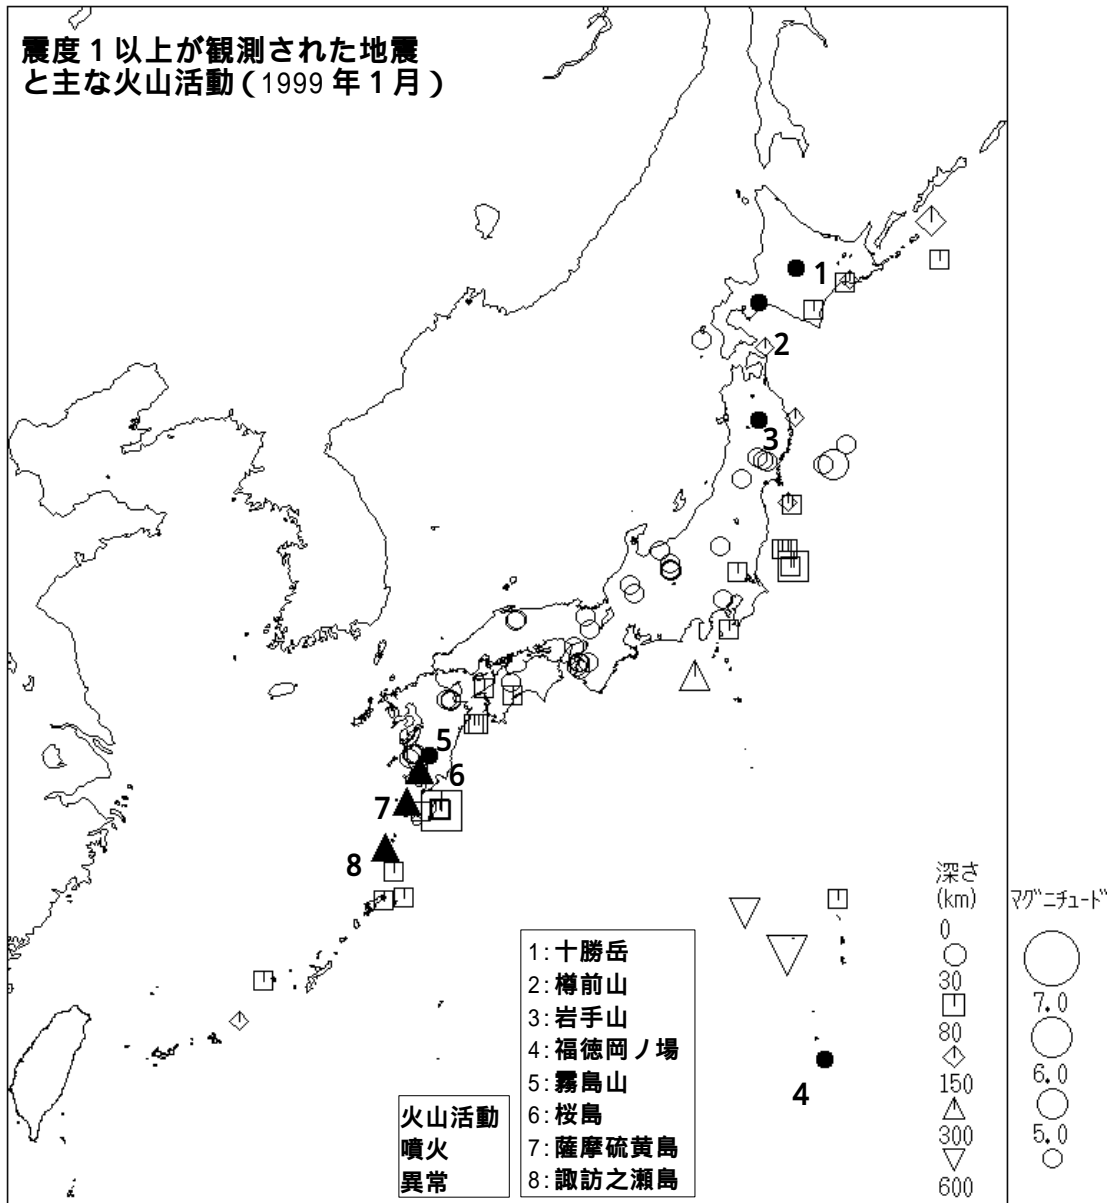 震度１以上が観測された地震
と主な火山活動（1999 年１月）
1
2
3
5
6
7
8
4
1:十勝岳
2:樽前山
3:岩手山
4:福徳岡ノ場
5:霧島山
6:桜島
7:薩摩硫黄島
8:諏訪之瀬島
火山活動
噴火
異常
深さ
(km)
0
30
80
150
300
600
ﾏｸﾞﾆﾁｭｰﾄﾞ
7.0
6.0
5.0